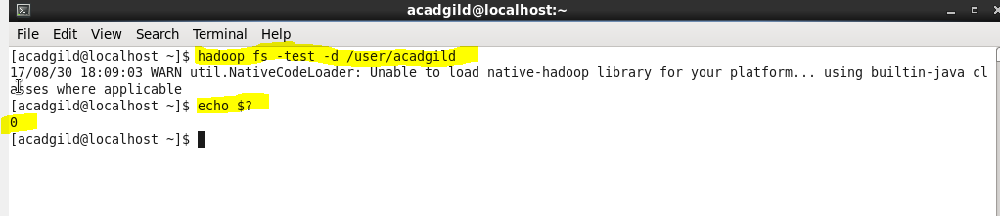 acadgild@localhost:~
File Edit View Search Terminal Help
[acadgild@localhost ~]$ hadoop fs -test -d /user/acadgild
17/08/30 18:09:03 WARN util.NativeCodeLoader: Unable to load native-hadoop library for your platform... using builtin-java cl
asses where applicable
[acadgild@localhost ~]$ echo $?
0
[acadgild@localhost ~]$